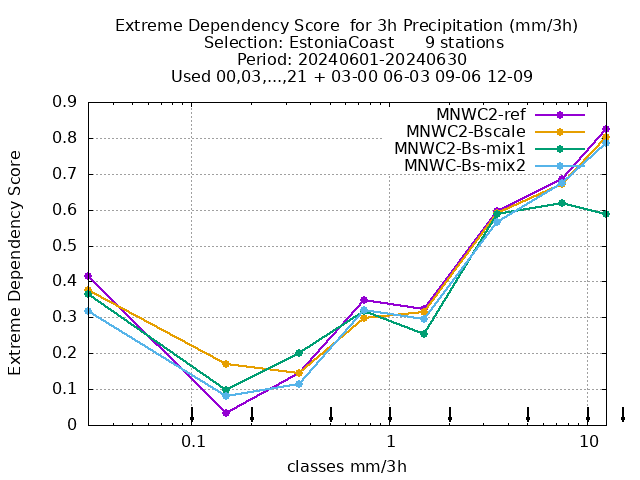 Extreme Dependency Score  for 3h Precipitation (mm/3h)
Selection: EstoniaCoast      9 stations
Period: 20240601-20240630
Used 00,03,...,21 + 03-00 06-03 09-06 12-09
MNWC2-ref
MNWC2-Bscale
MNWC2-Bs-mix1
MNWC-Bs-mix2
Extreme Dependency Score
0.9
0.8
0.7
0.6
0.5
0.4
0.3
0.2
0.1
0
0.1 1 10
classes mm/3h